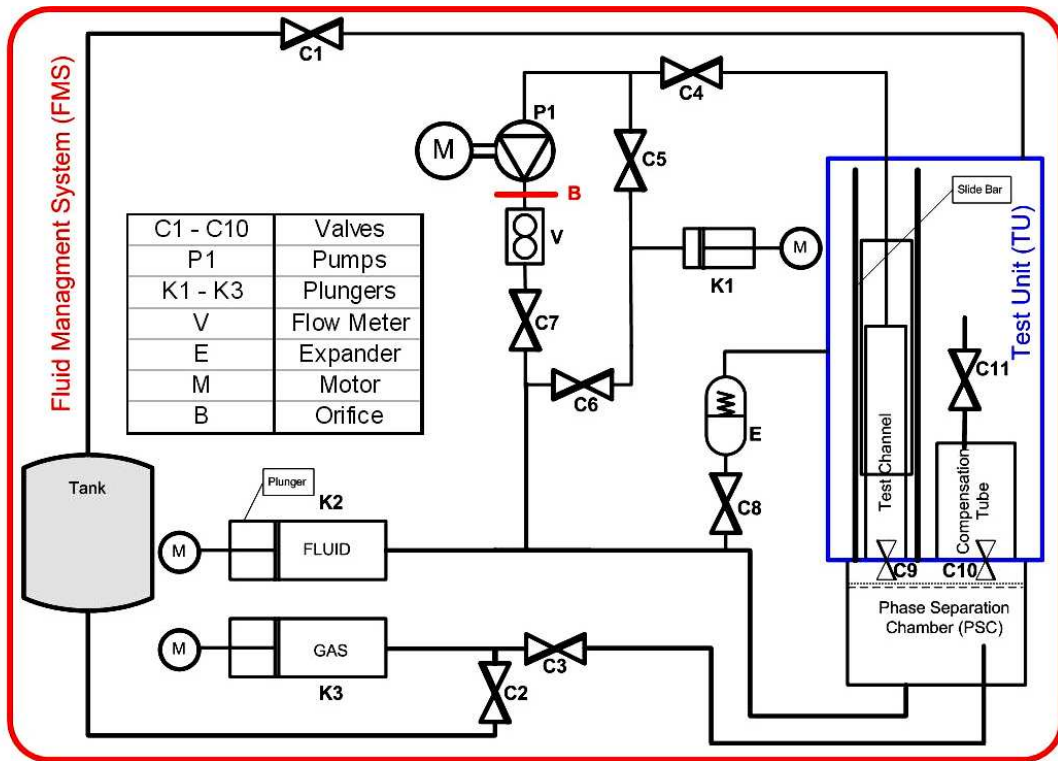 C1
Fluid Managment System (FMS)
C4
P1
M
C5
B
Slide Bar
V
M
K1
Test Unit (TU)
C1 - C10 Valves
P1 Pumps
K1 - K3 Plungers
V Flow Meter
E Expander
M Motor
B Orifice
C7
C6
C11
E
Test Channel
Compensation
Tube
Tank
Plunger
K2
M
FLUID
C8
C9
C10
Phase Separation
Chamber (PSC)
M
GAS
K3
C3
C2